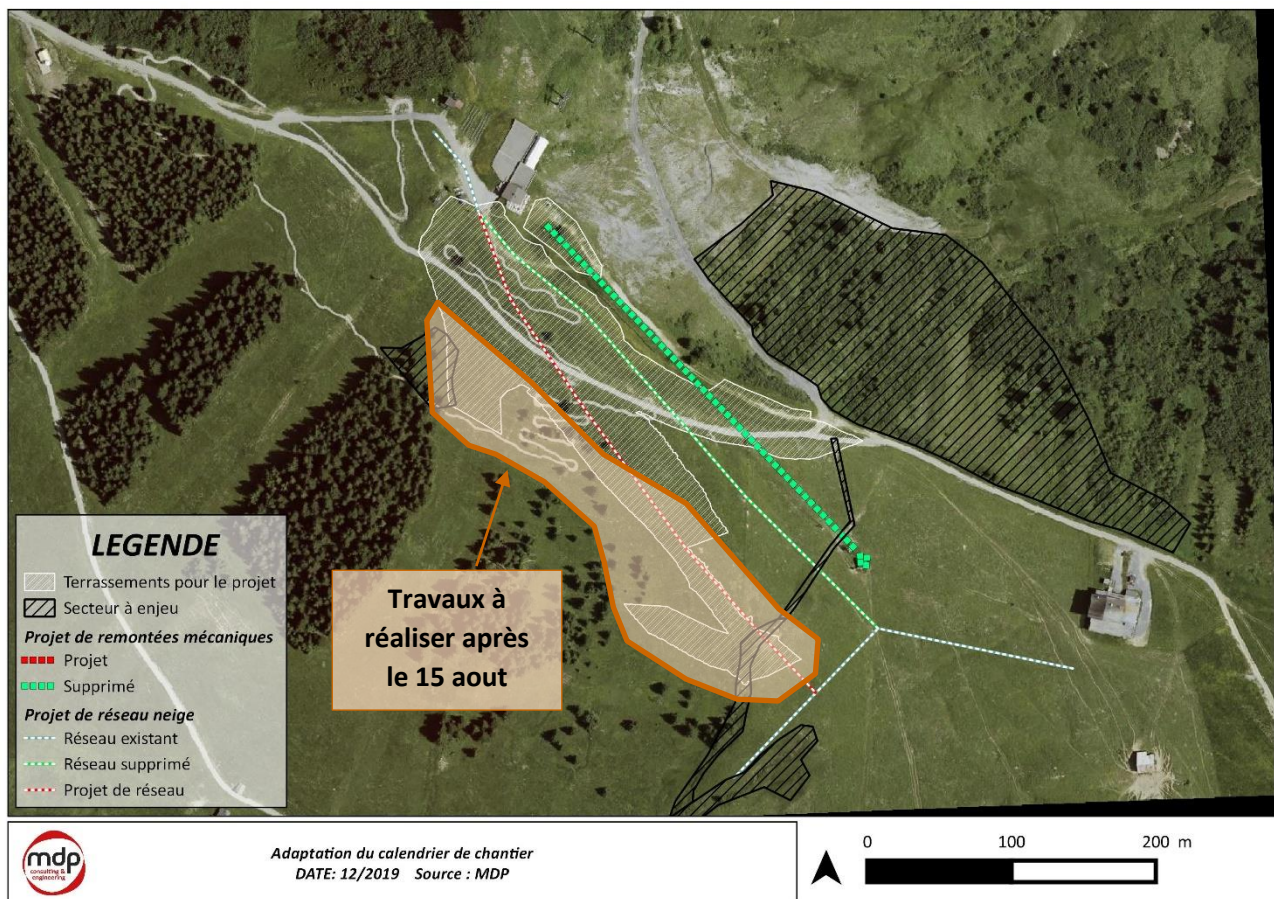 Travaux à
réaliser après
le 15 aout
LEGENDE
Terrassements pour le projet
Secteur à enjeu
Projet de remontées mécaniques
Projet
Supprimé
Projet de réseau neige
Réseau existant
Réseau supprimé
Projet de réseau
mdp
consulting &
engineering
Adaptation du calendrier de chantier
DATE: 12/2019 Source : MDP
0 100 200 m